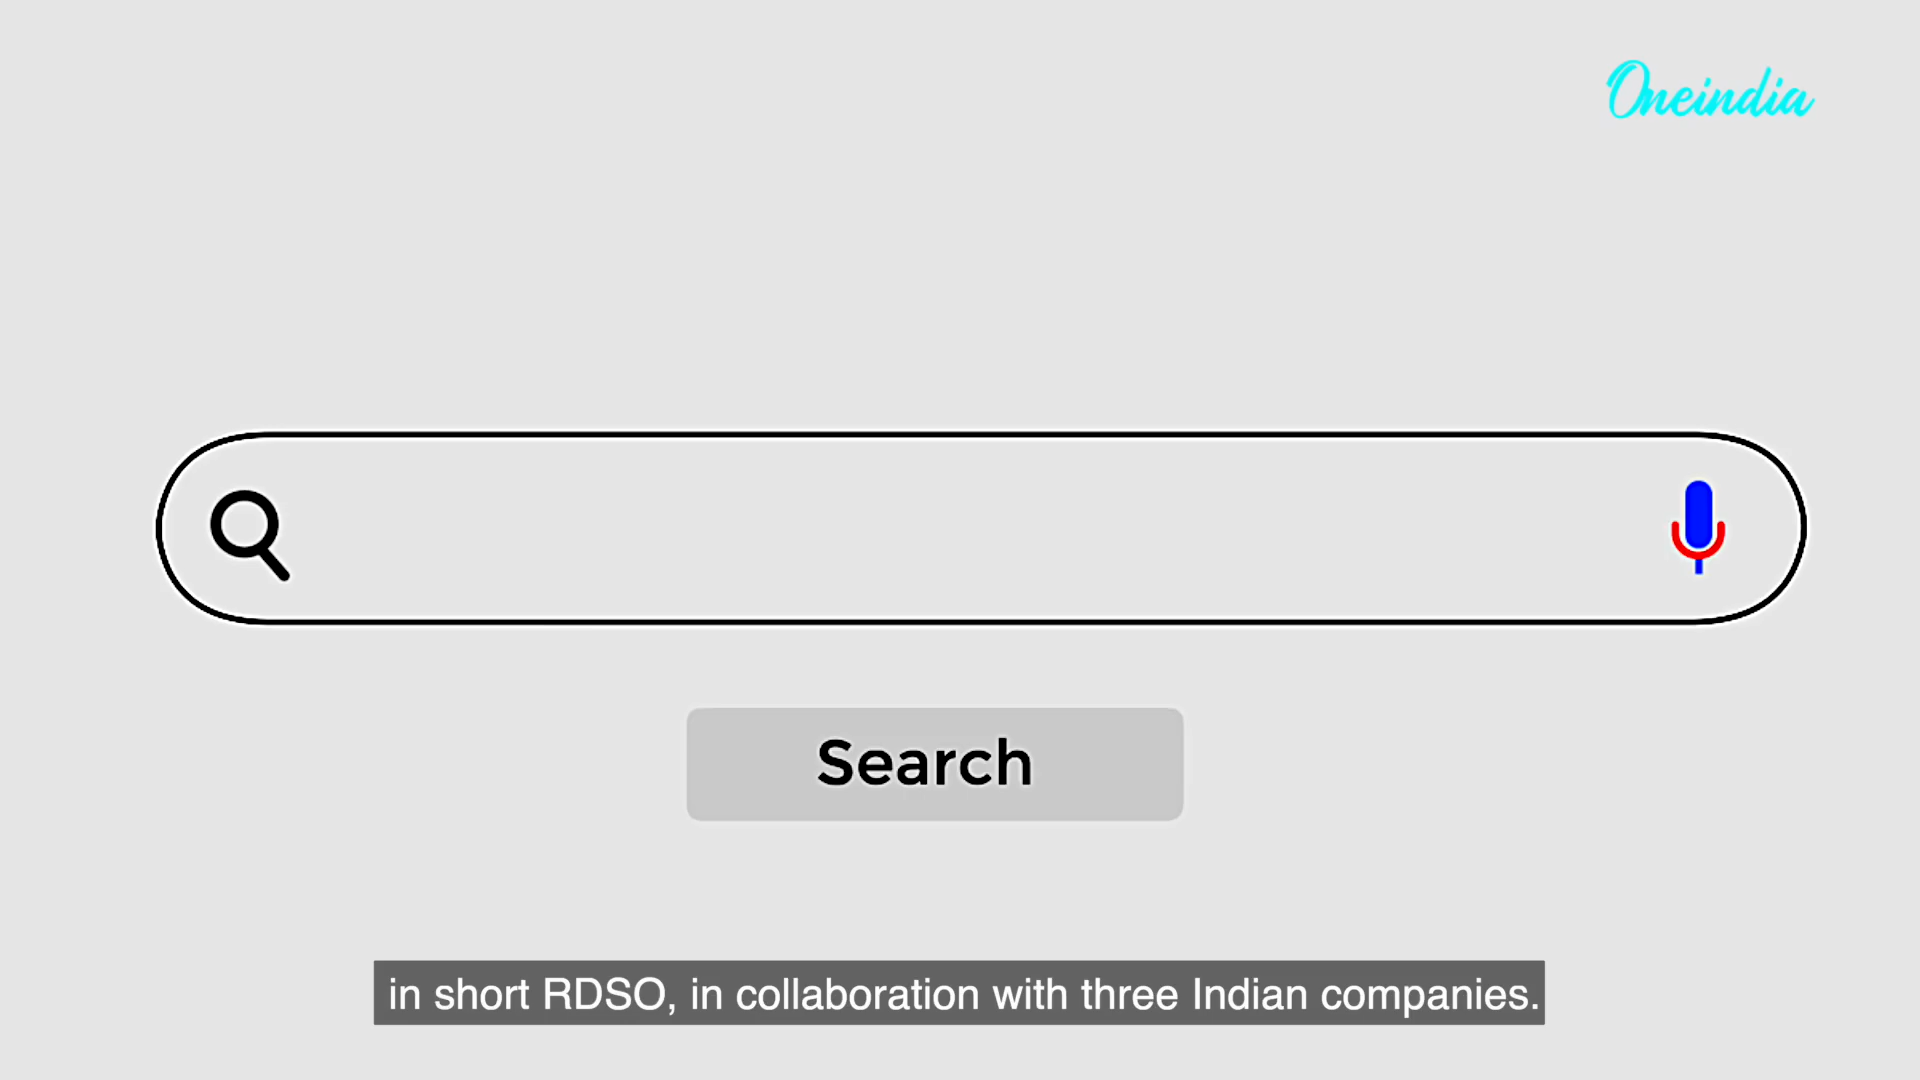 Oneindia
Search
in short RDSO, in collaboration with three Indian companies.